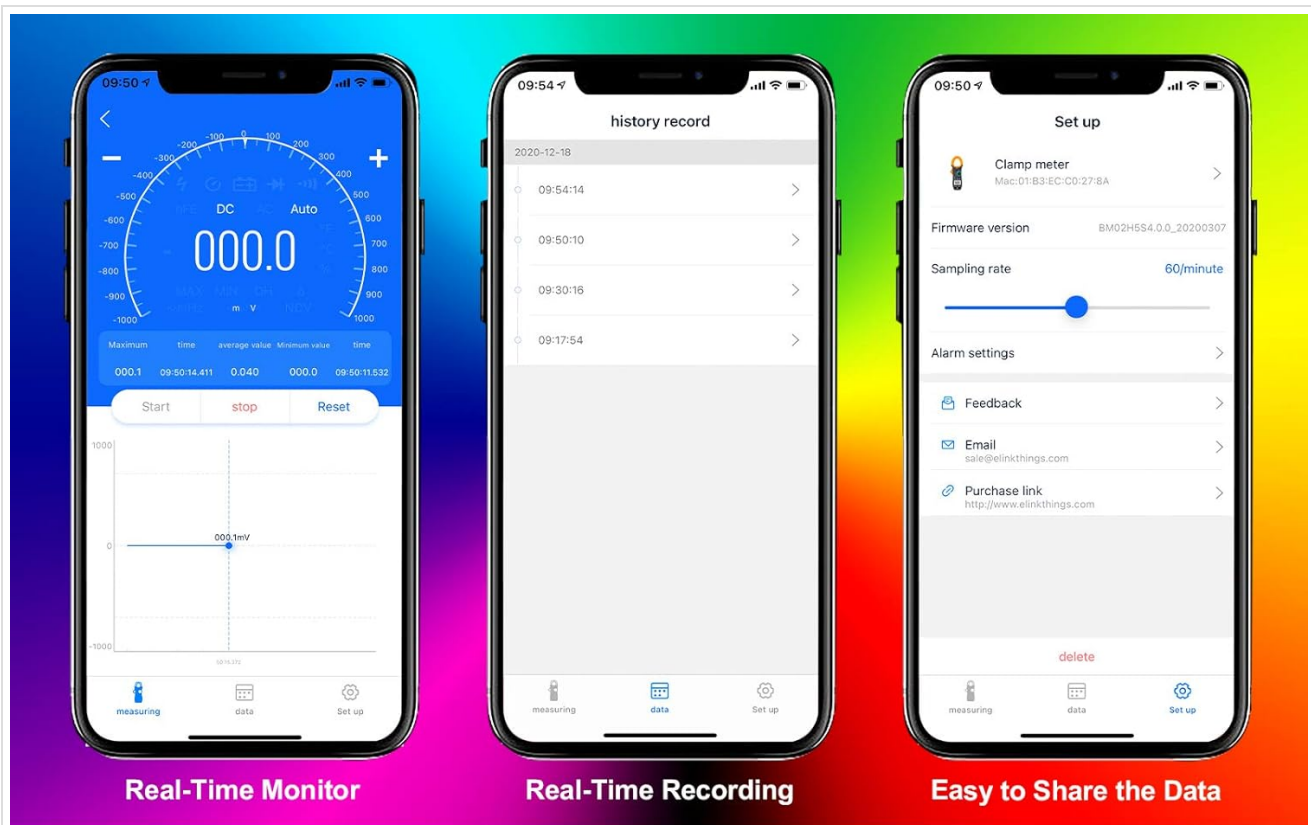 09:50
-100 0 100
-200 200
-300 300
-400 400
-500 500
-600 600
-700 700
-800 800
-900 900
-1000 1000
− +
DC AC Auto
000.0
MAX MIN
m V
NCV
Maximum time average value Minimum value time
000.1 09:50:14.411 0.040 000.0 09:50:11.532
Start stop Reset
1000
000.1mV
0
-1000
measuring data Set up
Real-Time Monitor
09:54
history record
2020-12-18
09:54:14
09:50:10
09:30:16
09:17:54
measuring data Set up
Real-Time Recording
09:50
Set up
Clamp meter
Mac:01:B3:EC:C0:27:8A
Firmware version BM02H5S4.0.0_20200307
Sampling rate 60/minute
Alarm settings
Feedback
Email
sale@elinkthings.com
Purchase link
http://www.elinkthings.com
delete
measuring data Set up
Easy to Share the Data